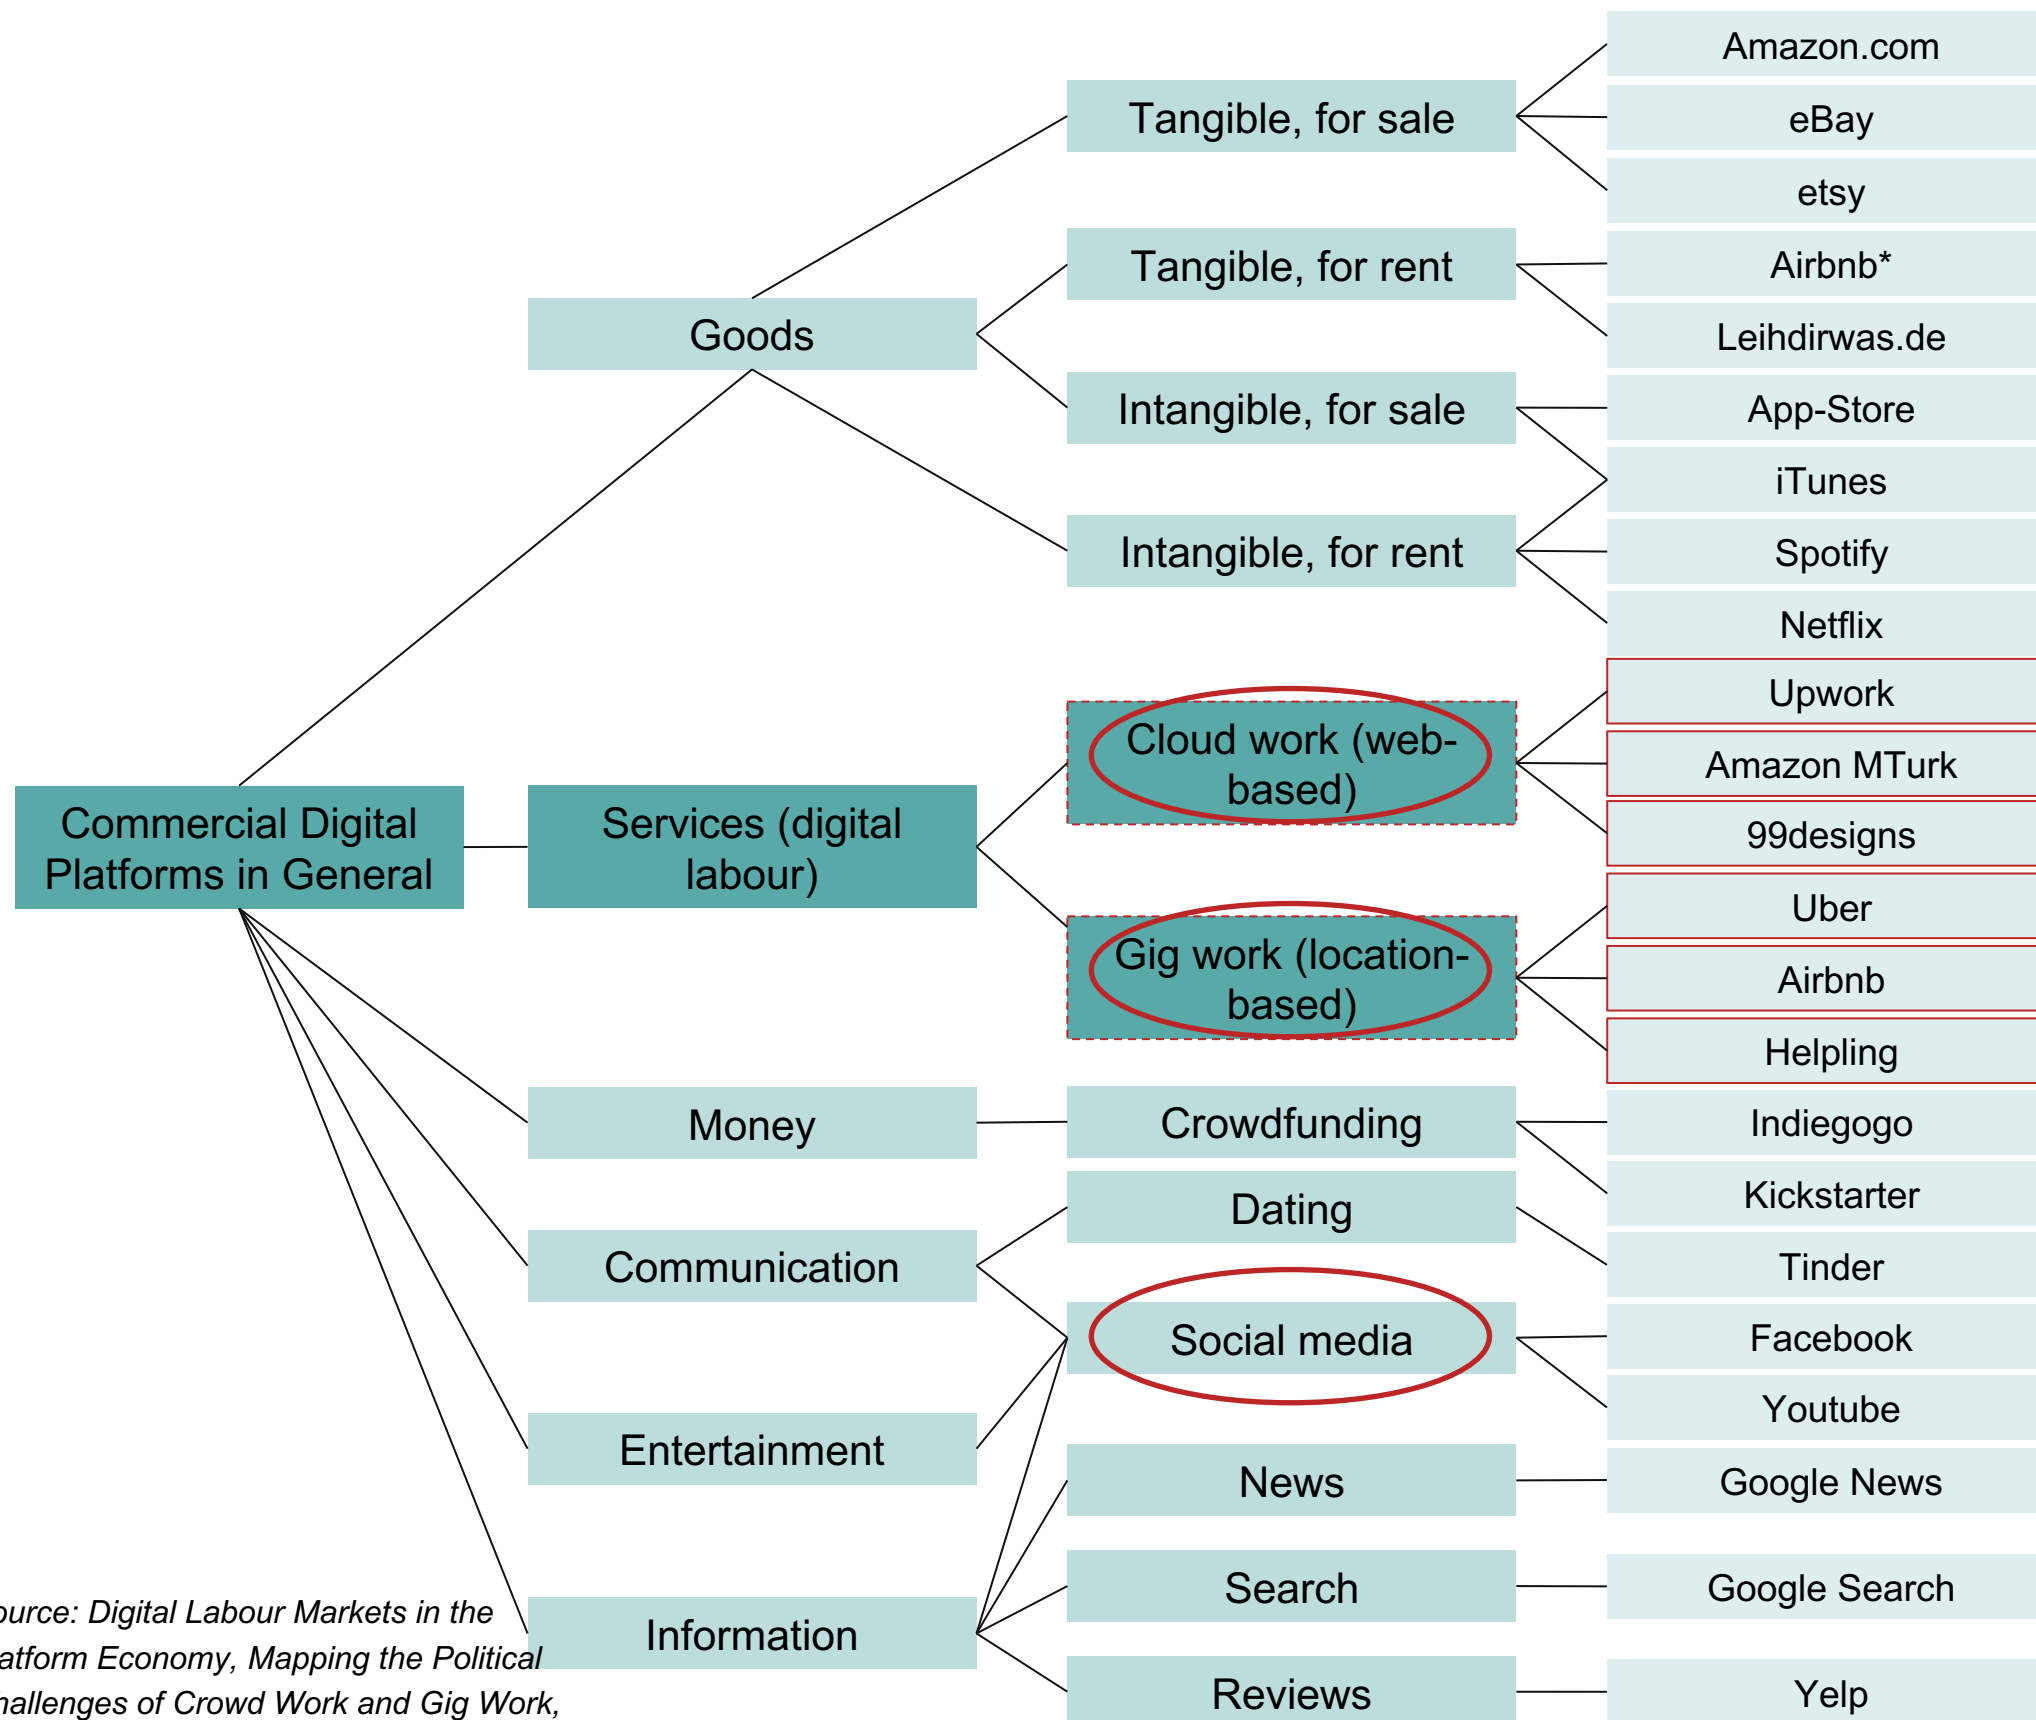 Amazon.com
Tangible, for sale
eBay
etsy
Tangible, for rent
Airbnb*
Goods
Leihdirwas.de
Intangible, for sale
App-Store
iTunes
Intangible, for rent
Spotify
Netflix
Upwork
Cloud work (web-
based)
Amazon MTurk
Commercial Digital
Platforms in General
Services (digital
labour)
99designs
Uber
Gig work (location-
based)
Airbnb
Helpling
Money
Crowdfunding
Indiegogo
Kickstarter
Dating
Communication
Tinder
Social media
Facebook
Youtube
Entertainment
News
Google News
Search
Google Search
Information
Reviews
Yelp
ource: Digital Labour Markets in the
atform Economy, Mapping the Political
hallenges of Crowd Work and Gig Work,